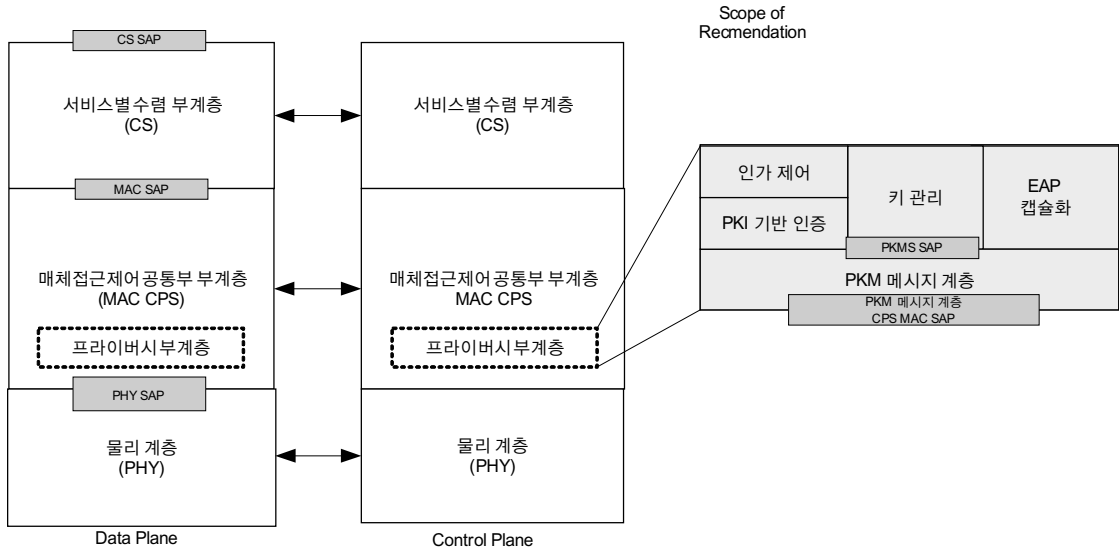 Scope of
Recmendation
CS SAP
서비스별수렴 부계층
(CS)
서비스별수렴 부계층
(CS)
MAC SAP
인가 제어
PKI 기반 인증
키 관리
EAP
캡슐화
PKMS SAP
PKM 메시지 계층
PKM 메시지 계층
CPS MAC SAP
매체접근제어공통부 부계층
(MAC CPS)
매체접근제어공통부 부계층
MAC CPS
프라이버시부계층
프라이버시부계층
PHY SAP
물리 계층
(PHY)
물리 계층
(PHY)
Data Plane
Control Plane